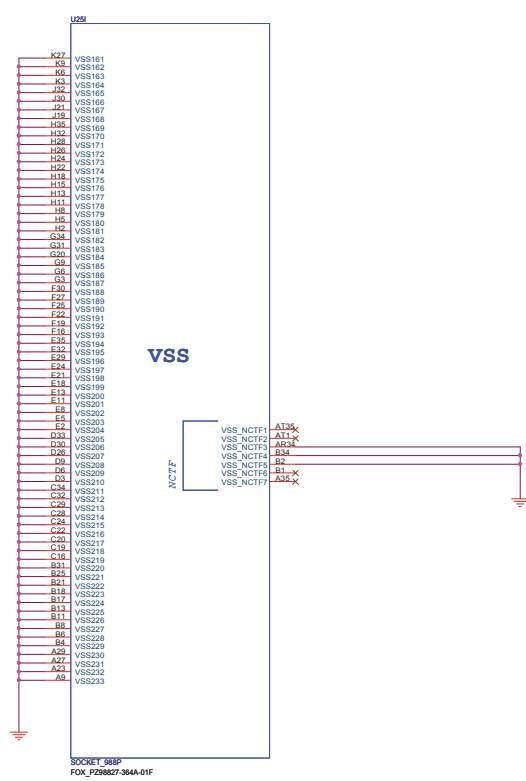 U25I
K27 VSS161
K9 VSS162
K6 VSS163
K3 VSS164
J32 VSS165
J30 VSS166
J21 VSS167
J19 VSS168
H35 VSS169
H32 VSS170
H28 VSS171
H26 VSS172
H24 VSS173
H22 VSS174
H18 VSS175
H15 VSS176
H13 VSS177
H11 VSS178
H8 VSS179
H5 VSS180
H2 VSS181
G34 VSS182
G31 VSS183
G20 VSS184
G9 VSS185
G6 VSS186
G3 VSS187
F30 VSS188
F27 VSS189
F25 VSS190
F22 VSS191
F19 VSS192
F16 VSS193
E35 VSS194
E32 VSS195
E29 VSS196
E24 VSS197
E21 VSS198
E18 VSS199
E13 VSS200
E11 VSS201
E8 VSS202
E5 VSS203
E2 VSS204
D33 VSS205
D30 VSS206
D26 VSS207
D9 VSS208
D6 VSS209
D3 VSS210
C34 VSS211
C32 VSS212
C29 VSS213
C28 VSS214
C24 VSS215
C22 VSS216
C20 VSS217
C19 VSS218
C16 VSS219
B31 VSS220
B25 VSS221
B21 VSS222
B18 VSS223
B17 VSS224
B13 VSS225
B11 VSS226
B8 VSS227
B6 VSS228
B4 VSS229
A29 VSS230
A27 VSS231
A23 VSS232
A9 VSS233
VSS
NCTF
VSS_NCTF1 AT35
VSS_NCTF2 AT1
VSS_NCTF3 AR34
VSS_NCTF4 B34
VSS_NCTF5 B2
VSS_NCTF6 B1
VSS_NCTF7 A35
SOCKET_988P
FOX_PZ98827-364A-01F